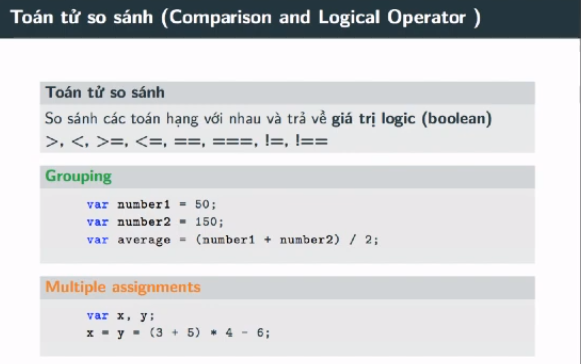 Toán tử so sánh (Comparison and Logical Operator )
Toán tử so sánh
So sánh các toán hạng với nhau và trả về giá trị logic (boolean)
>, <, >=, <=, ==, ===, !=, !==
Grouping
var number1 = 50;
var number2 = 150;
var average = (number1 + number2) / 2;
Multiple assignments
var x, y;
x = y = (3 + 5) * 4 - 6;